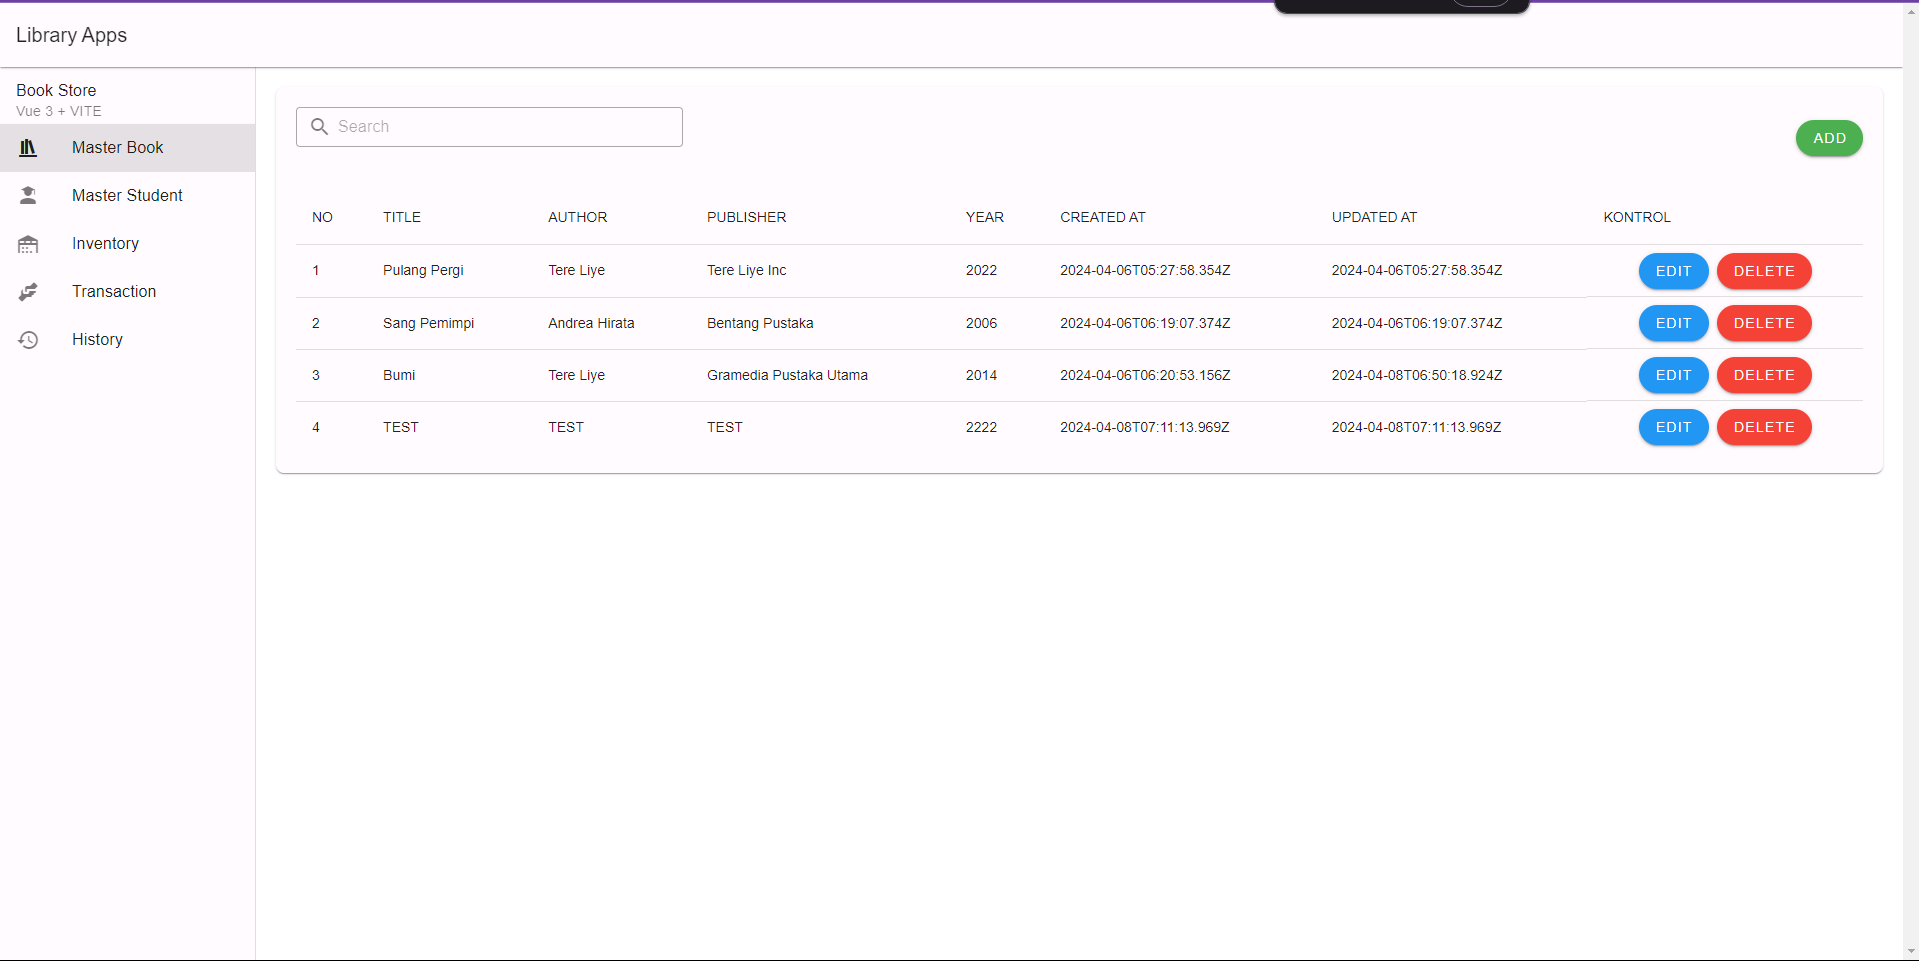 Library Apps
Book Store
Vue 3 + VITE
Master Book
Master Student
Inventory
Transaction
History
Search
ADD
NO TITLE AUTHOR PUBLISHER YEAR CREATED AT UPDATED AT KONTROL
1 Pulang Pergi Tere Liye Tere Liye Inc 2022 2024-04-06T05:27:58.354Z 2024-04-06T05:27:58.354Z EDIT DELETE
2 Sang Pemimpi Andrea Hirata Bentang Pustaka 2006 2024-04-06T06:19:07.374Z 2024-04-06T06:19:07.374Z EDIT DELETE
3 Bumi Tere Liye Gramedia Pustaka Utama 2014 2024-04-06T06:20:53.156Z 2024-04-08T06:50:18.924Z EDIT DELETE
4 TEST TEST TEST 2222 2024-04-08T07:11:13.969Z 2024-04-08T07:11:13.969Z EDIT DELETE